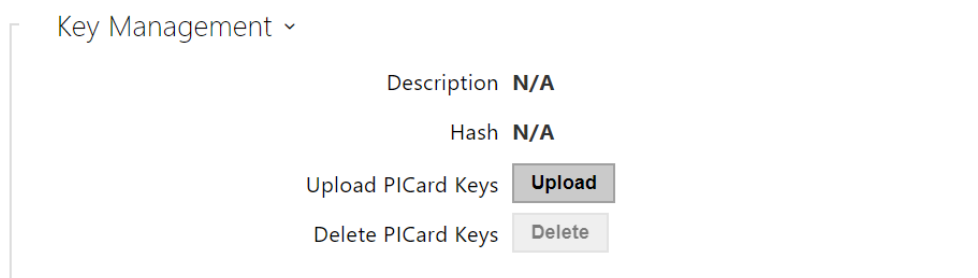 Key Management
Description N/A
Hash N/A
Upload PICard Keys Upload
Delete PICard Keys Delete